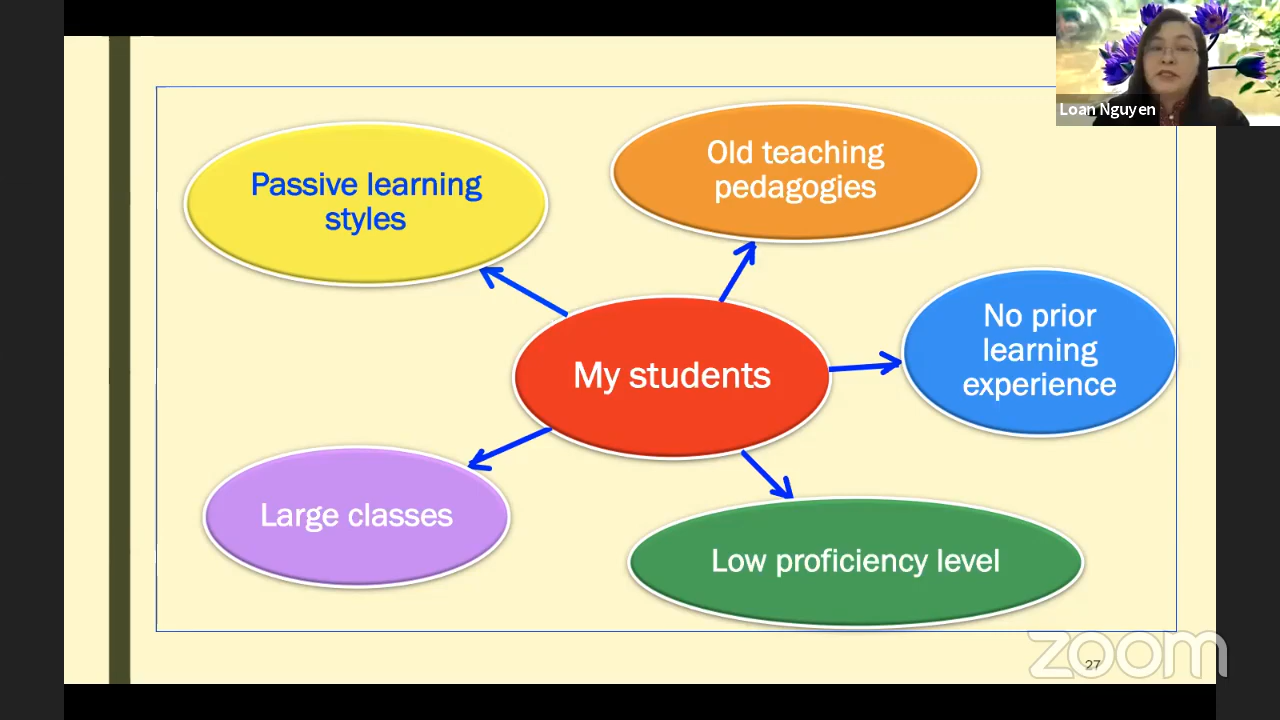 Loan Nguyen
Old teaching
pedagogies
Passive learning
styles
No prior
learning
experience
My students
Large classes
Low proficiency level
zoom
27